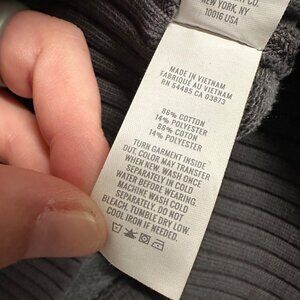 CO.
NEW YORK, NY
10016 USA
MADE IN VIETNAM
FABRIQUÉ AU VIETNAM
RN 54485 CA 03873
86% COTTON
14% POLYESTER
86% COTON
14% POLYESTER
TURN GARMENT INSIDE
OUT. COLOR MAY TRANSFER
WHEN NEW. WASH ONCE
SEPARATELY IN COLD
WATER BEFORE WEARING.
MACHINE WASH COLD
SEPARATELY. DO NOT
BLEACH. TUMBLE DRY LOW.
COOL IRON IF NEEDED.